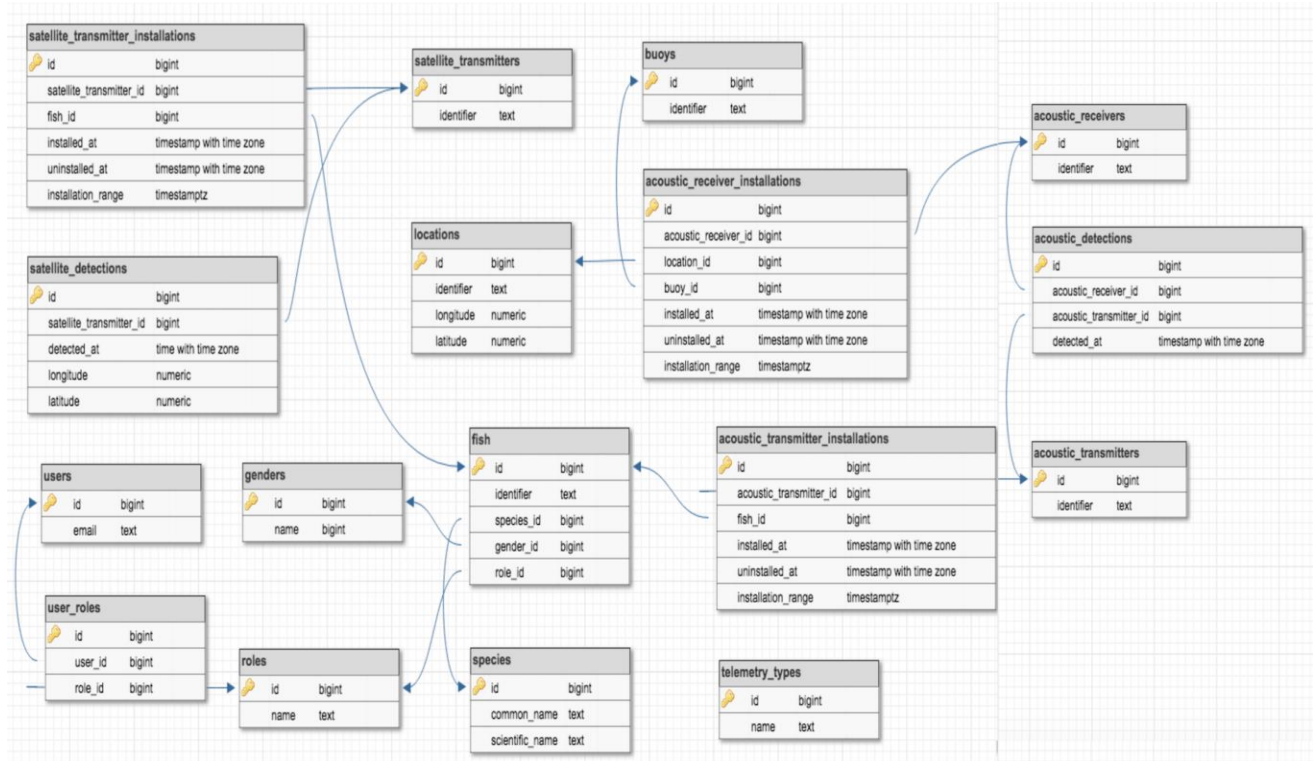 satellite_transmitter_installations
id bigint
satellite_transmitter_id bigint
fish_id bigint
installed_at timestamp with time zone
uninstalled_at timestamp with time zone
installation_range timestamptz
satellite_transmitters
id bigint
identifier text
buoys
id bigint
identifier text
acoustic_receivers
id bigint
identifier text
acoustic_receiver_installations
id bigint
acoustic_receiver_id bigint
location_id bigint
buoy_id bigint
installed_at timestamp with time zone
uninstalled_at timestamp with time zone
installation_range timestamptz
locations
id bigint
identifier text
longitude numeric
latitude numeric
acoustic_detections
id bigint
acoustic_receiver_id bigint
acoustic_transmitter_id bigint
detected_at timestamp with time zone
satellite_detections
id bigint
satellite_transmitter_id bigint
detected_at time with time zone
longitude numeric
latitude numeric
users
id bigint
email text
genders
id bigint
name bigint
fish
id bigint
identifier text
species_id bigint
gender_id bigint
role_id bigint
acoustic_transmitter_installations
id bigint
acoustic_transmitter_id bigint
fish_id bigint
installed_at timestamp with time zone
uninstalled_at timestamp with time zone
installation_range timestamptz
acoustic_transmitters
id bigint
identifier text
user_roles
id bigint
user_id bigint
role_id bigint
roles
id bigint
name text
species
id bigint
common_name text
scientific_name text
telemetry_types
id bigint
name text